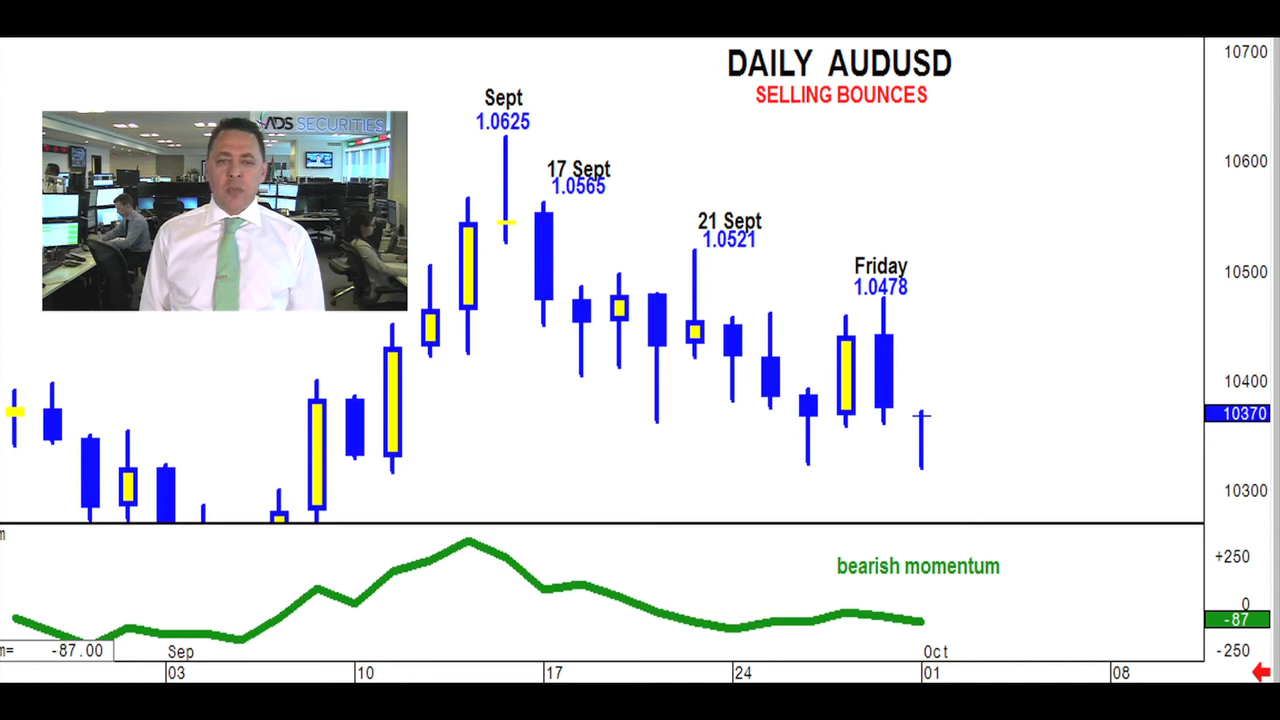 DAILY AUDUSD
SELLING BOUNCES
ADS SECURITIES
Sept
1.0625
17 Sept
1.0565
21 Sept
1.0521
Friday
1.0478
10700
10600
10500
10400
10370
10300
m
bearish momentum
+250
0
-87
-250
m= -87.00
Sep
Oct
03
10
17
24
01
08